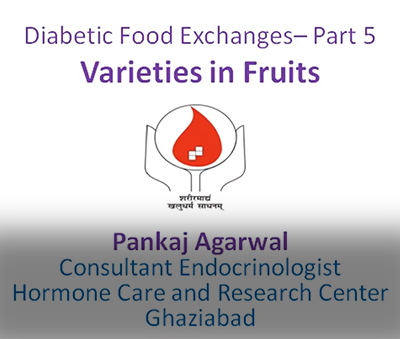 Diabetic Food Exchanges– Part 5
Varieties in Fruits
शरीरमाद्यं
खलुधर्म साधनम्
Pankaj Agarwal
Consultant Endocrinologist
Hormone Care and Research Center
Ghaziabad